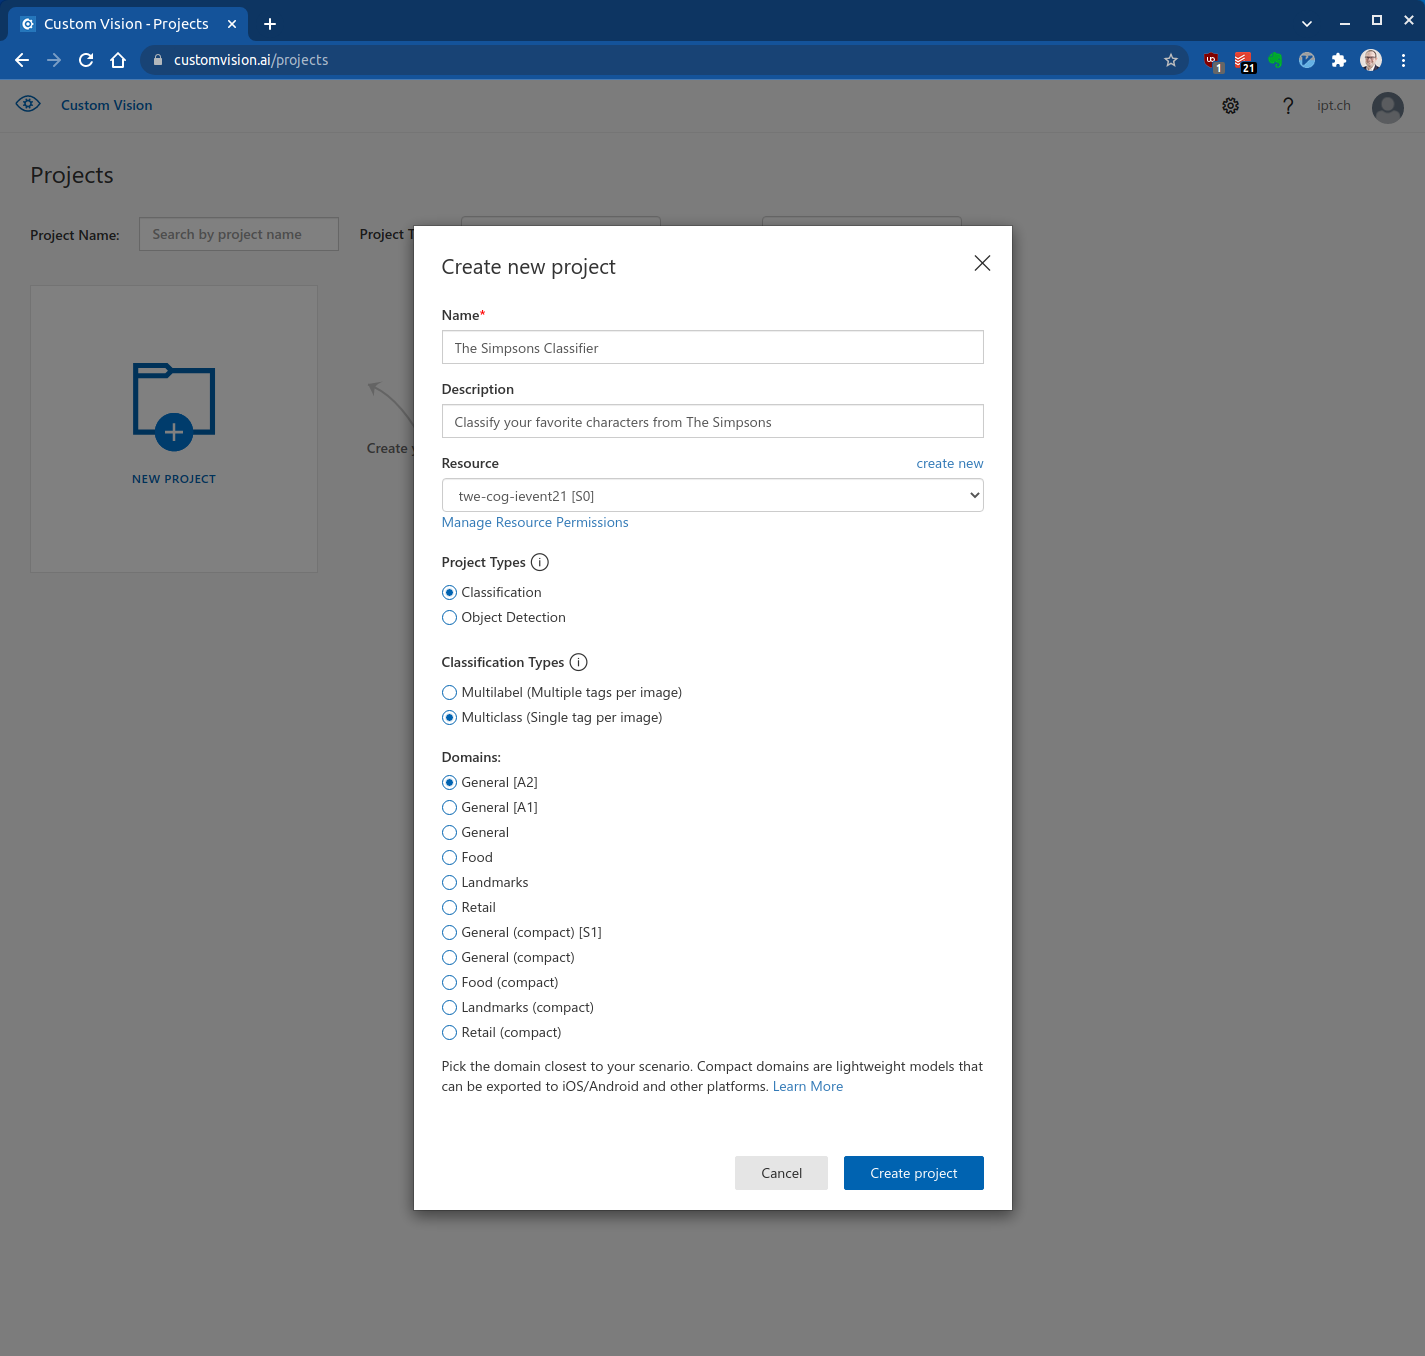 Custom Vision - Projects
customvision.ai/projects
1
21
Custom Vision
? ipt.ch
Projects
Project Name:
Search by project name
Project T
NEW PROJECT
Create
Create new project
Name*
The Simpsons Classifier
Description
Classify your favorite characters from The Simpsons
Resource
create new
twe-cog-ievent21 [S0]
Manage Resource Permissions
Project Types
Classification
Object Detection
Classification Types
Multilabel (Multiple tags per image)
Multiclass (Single tag per image)
Domains:
General [A2]
General [A1]
General
Food
Landmarks
Retail
General (compact) [S1]
General (compact)
Food (compact)
Landmarks (compact)
Retail (compact)
Pick the domain closest to your scenario. Compact domains are lightweight models that
can be exported to iOS/Android and other platforms. Learn More
Cancel
Create project